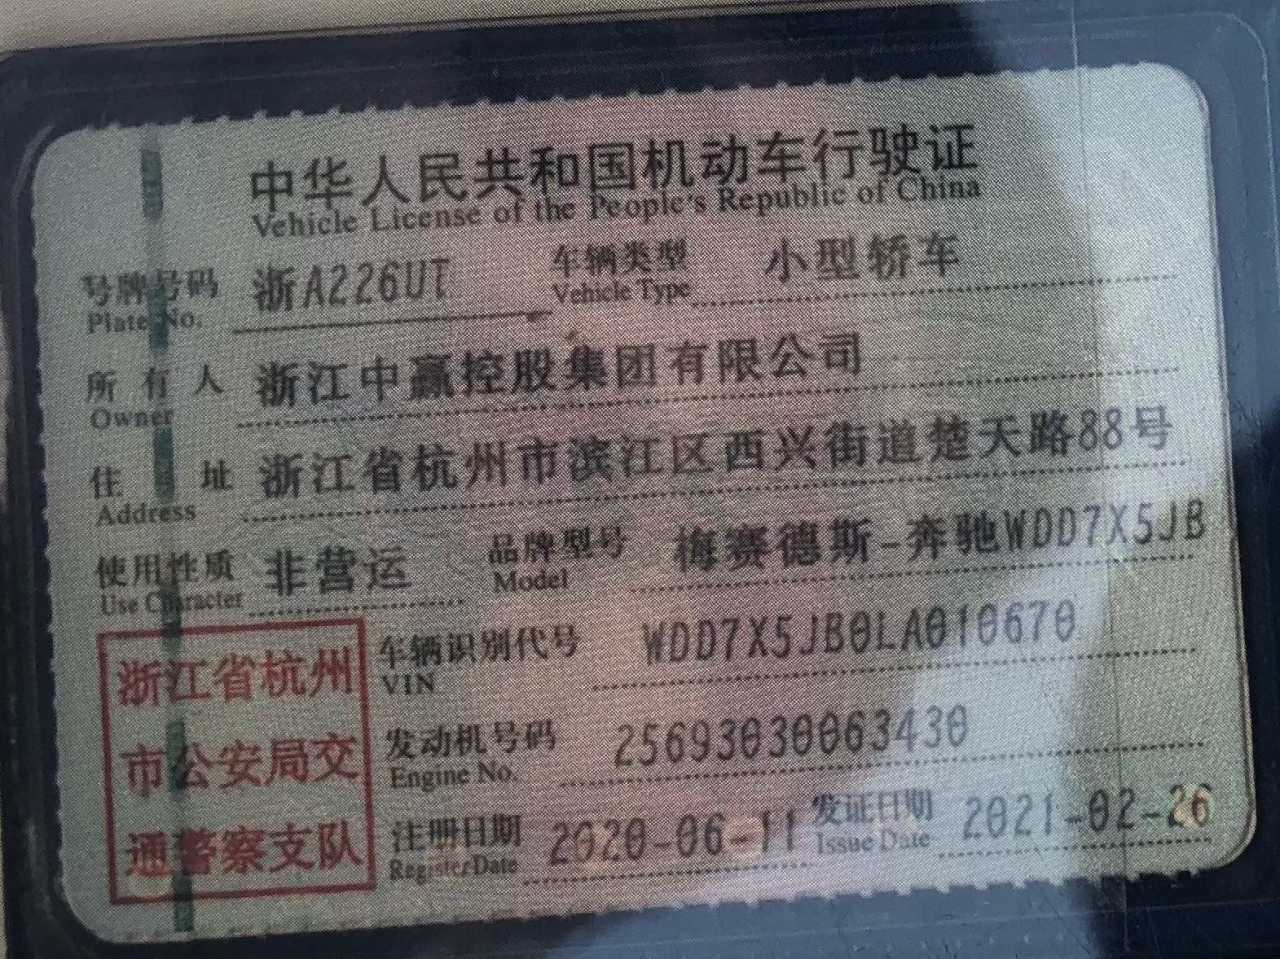 中华人民共和国机动车行驶证
Vehicle License of the People's Republic of China
号牌号码 浙A226UT 车辆类型 小型轿车
Plate No. Vehicle Type
所有人 浙江中赢控股集团有限公司
Owner
住址 浙江省杭州市滨江区西兴街道楚天路88号
Address
使用性质 非营运 品牌型号 梅赛德斯-奔驰WDD7X5JB
Use Character Model
车辆识别代号 WDD7X5JB0LA010670
VIN
发动机号码 25693030063430
Engine No.
注册日期 2020-06-11 发证日期 2021-02-26
Register Date Issue Date
浙江省杭州
市公安局交
通警察支队